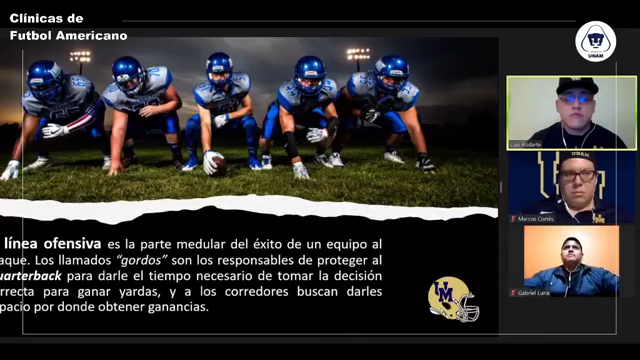 Clínicas de
Futbol Americano
UNAM
línea ofensiva es la parte medular del éxito de un equipo al
aque. Los llamados "gordos" son los responsables de proteger al
uarterback para darle el tiempo necesario de tomar la decisión
rrecta para ganar yardas, y a los corredores buscan darles
pacio por donde obtener ganancias.
Luis Rodarte
UNAM
Marcos Cortés
Gabriel Luna